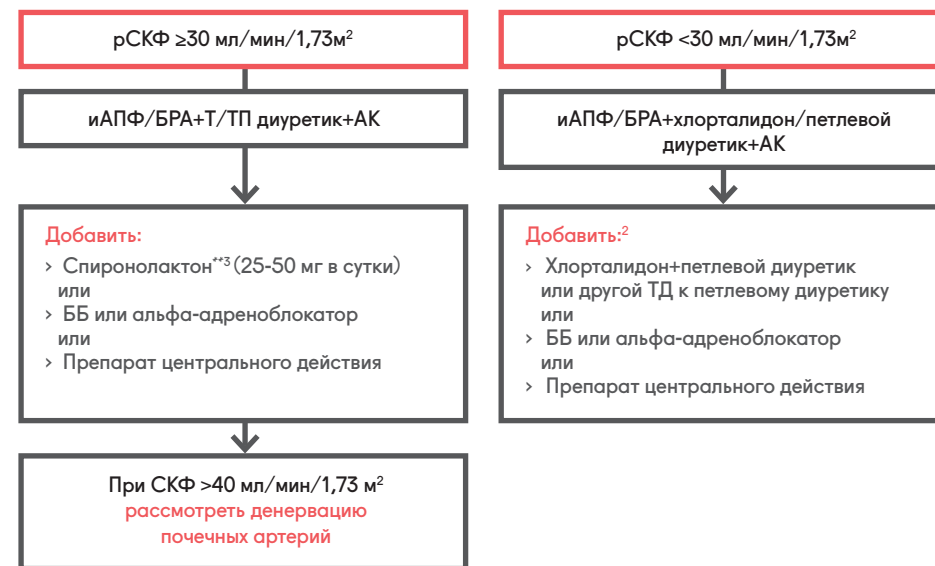 рСКФ ≥30 мл/мин/1,73м²
иАПФ/БРА+Т/ТП диуретик+АК
Добавить:
› Спиронолактон**³ (25-50 мг в сутки)
или
› ББ или альфа-адреноблокатор
или
› Препарат центрального действия
При СКФ >40 мл/мин/1,73 м²
рассмотреть денервацию
почечных артерий
рСКФ <30 мл/мин/1,73м²
иАПФ/БРА+хлорталидон/петлевой
диуретик+АК
Добавить:²
› Хлорталидон+петлевой диуретик
или другой ТД к петлевому диуретику
или
› ББ или альфа-адреноблокатор
или
› Препарат центрального действия